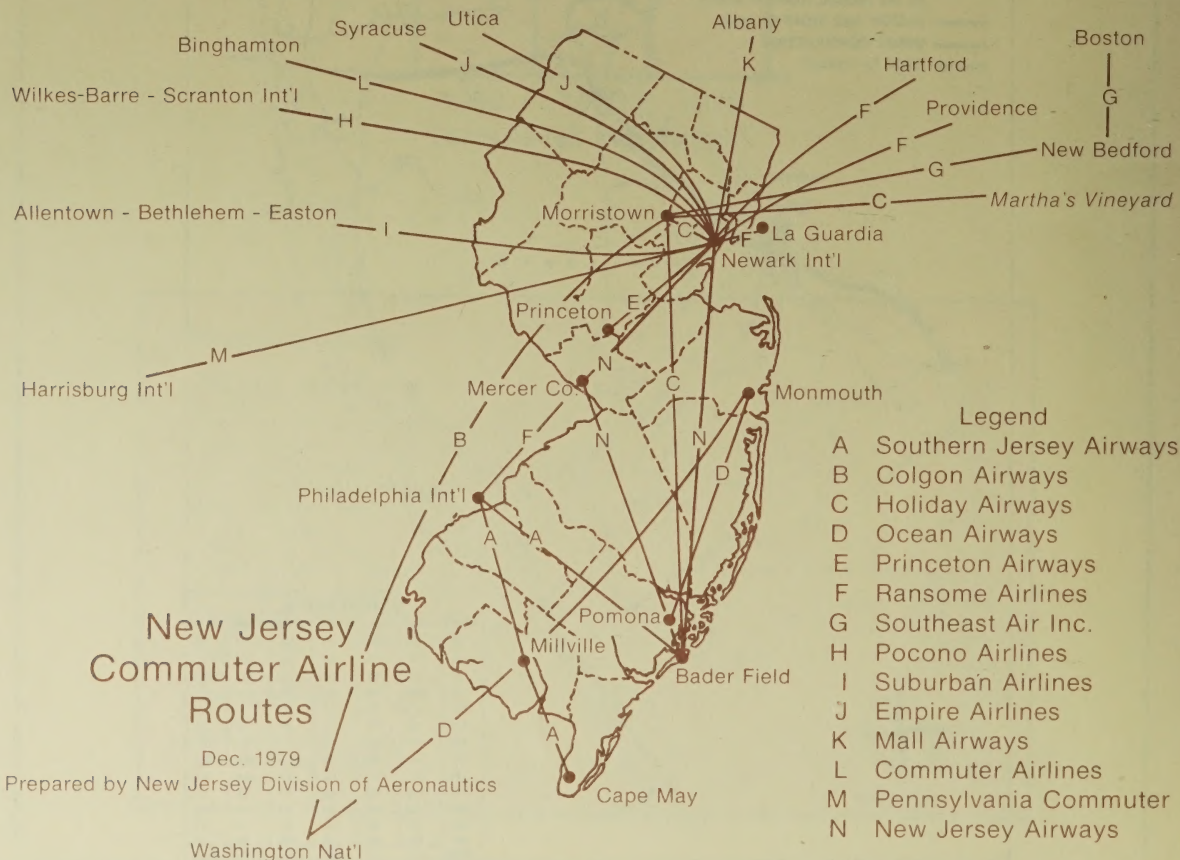 Utica
Albany
Syracuse
Boston
Binghamton
J
K
Hartford
J
L
J
Wilkes-Barre - Scranton Int'l
F
Providence
G
H
F
New Bedford
G
C
Martha's Vineyard
Allentown - Bethlehem - Easton
I
Morristown
C
F
La Guardia
Newark Int'l
Princeton
E
M
N
C
Harrisburg Int'l
Mercer Co.
Monmouth
B
F
N
N
D
Philadelphia Int'l
A
A
Pomona
Millville
Bader Field
D
A
Cape May
Washington Nat'l
New Jersey
Commuter Airline
Routes
Dec. 1979
Prepared by New Jersey Division of Aeronautics
Legend
A Southern Jersey Airways
B Colgon Airways
C Holiday Airways
D Ocean Airways
E Princeton Airways
F Ransome Airlines
G Southeast Air Inc.
H Pocono Airlines
I Suburban Airlines
J Empire Airlines
K Mall Airways
L Commuter Airlines
M Pennsylvania Commuter
N New Jersey Airways